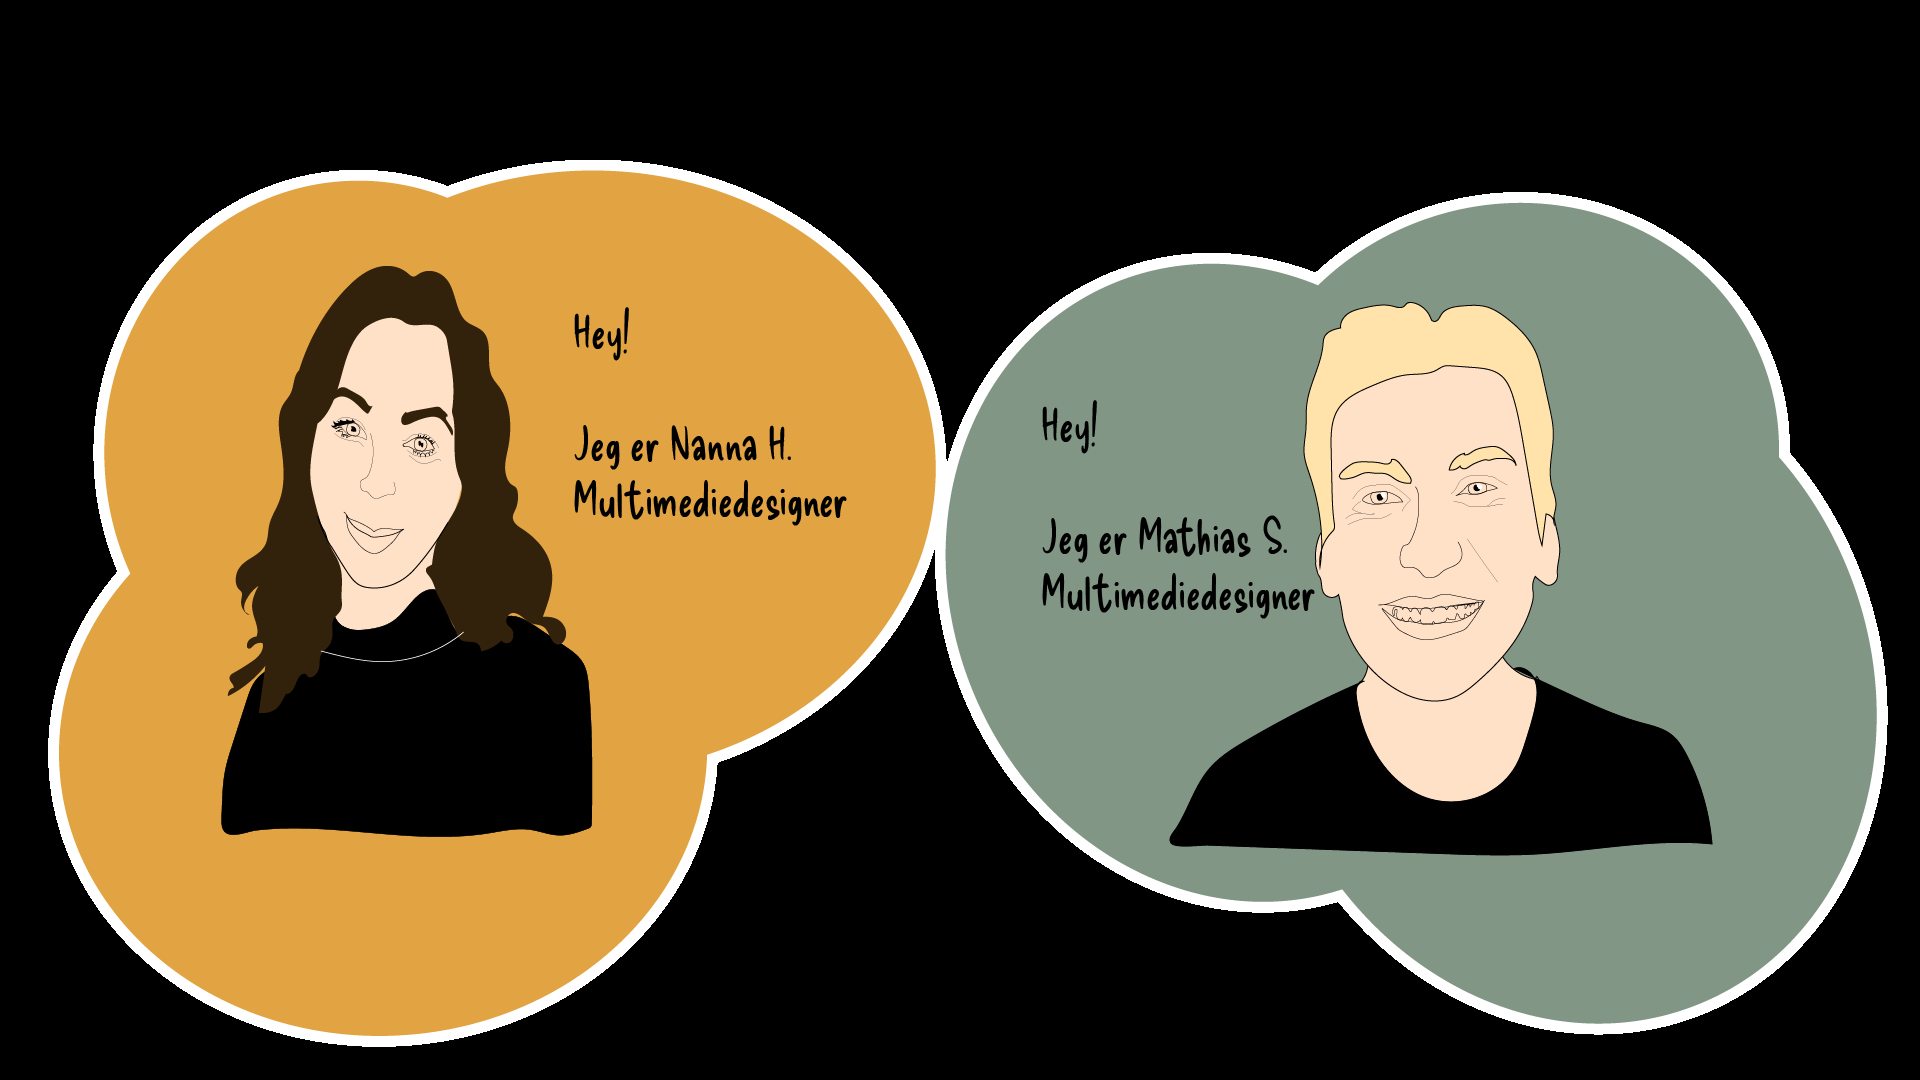 Hey!
Jeg er Nanna H.
Multimediedesigner
Hey!
Jeg er Mathias S.
Multimediedesigner